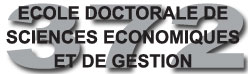 ECOLE DOCTORALE DE
SCIENCES ECONOMIQUES
ET DE GESTION
372